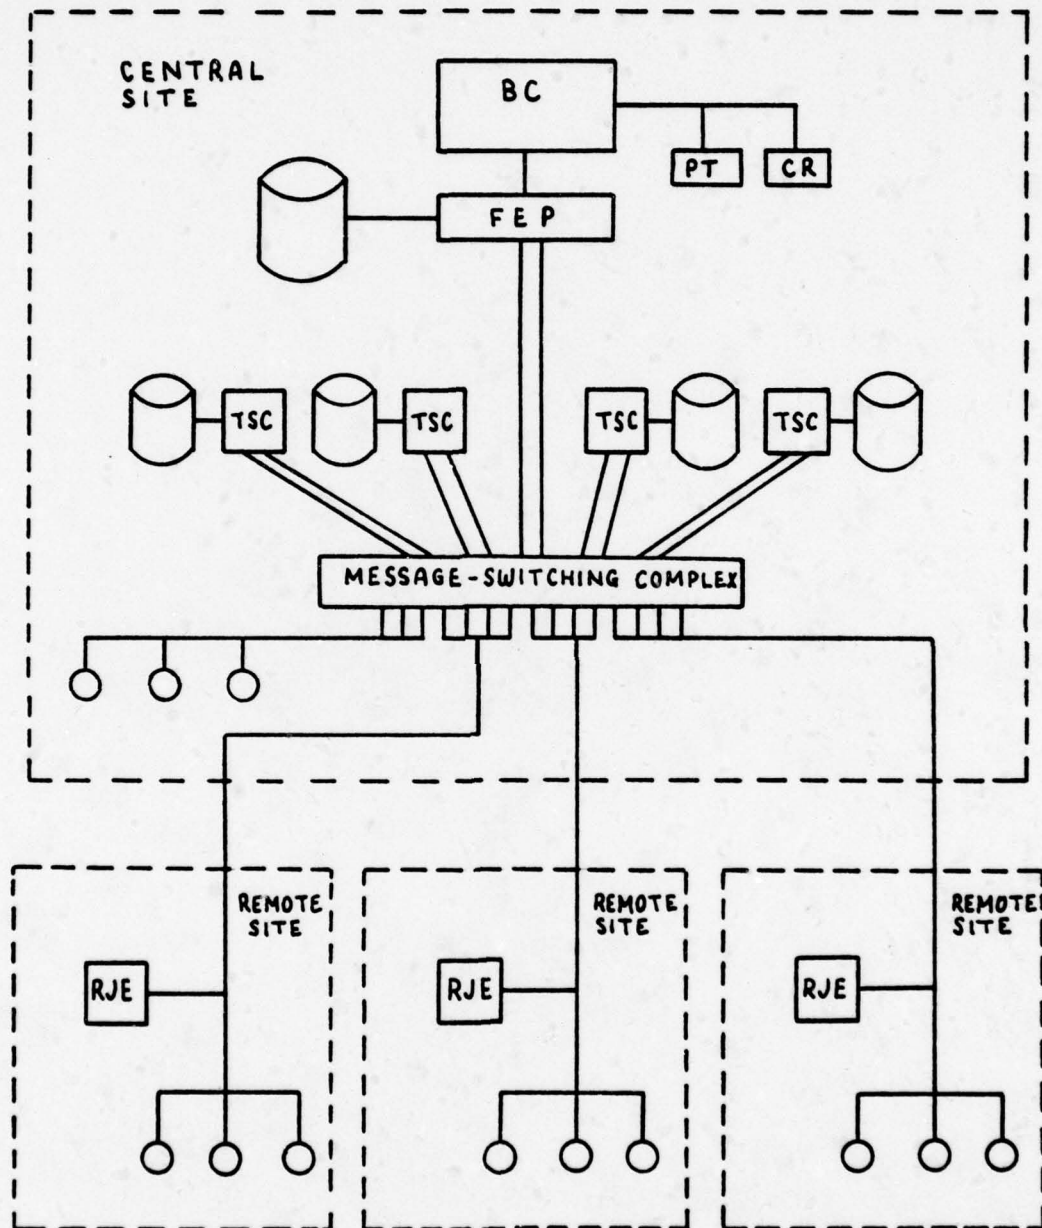 CENTRAL
SITE
BC
PT
CR
FEP
TSC
TSC
TSC
TSC
MESSAGE-SWITCHING COMPLEX
REMOTE
SITE
REMOTE
SITE
REMOTE
SITE
RJE
RJE
RJE